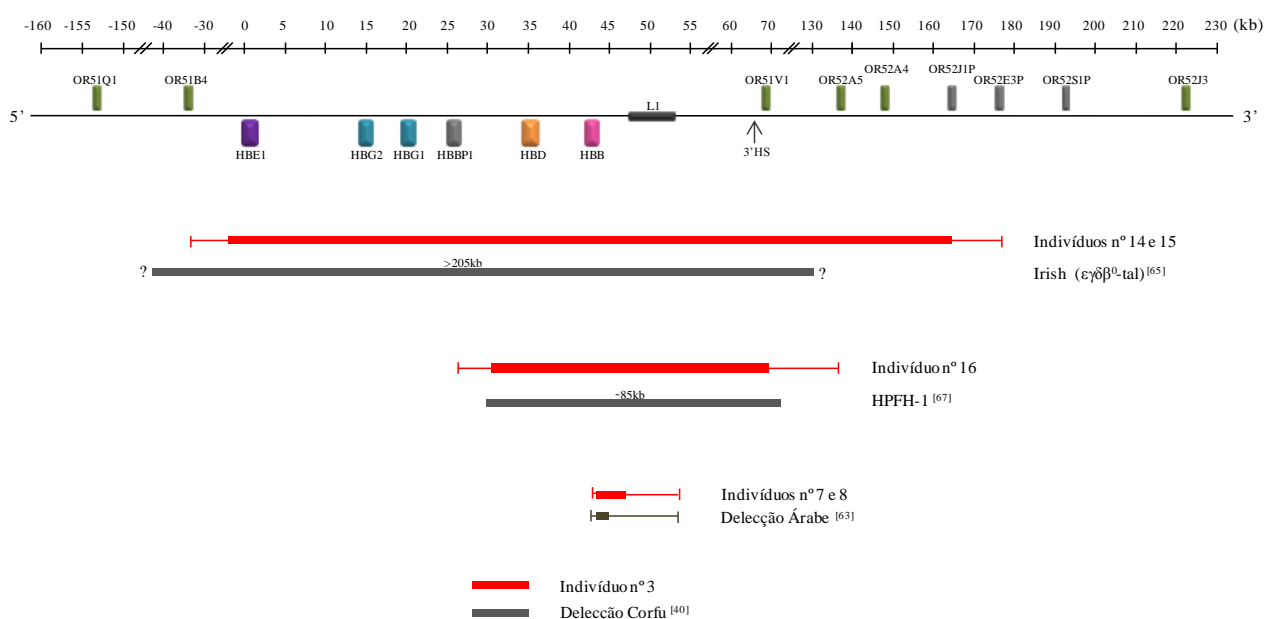 -160 -155 -150 -40 -30 0 5 10 15 20 25 30 35 40 45 50 55 60 70 130 140 150 160 170 180 190 200 210 220 230 (kb)
OR51Q1 OR51B4 OR51V1 OR52A5 OR52A4 OR52J1P OR52E3P OR52S1P OR52J3
L1
5’ 3’
HBE1 HBG2 HBG1 HBBP1 HBD HBB 3’HS
Indivíduos nº 14 e 15
? >205kb ? Irish (εγδβ⁰-tal) [65]
Indivíduo nº 16
~85kb HPFH-1 [67]
Indivíduos nº 7 e 8
Delecção Árabe [63]
Indivíduo nº 3
Delecção Corfu [40]